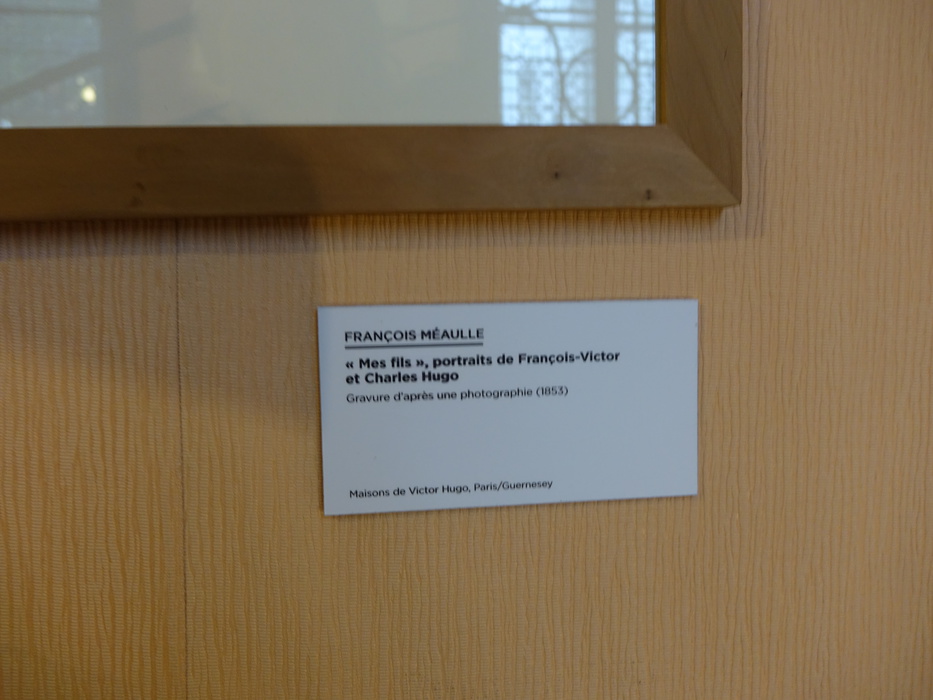 FRANÇOIS MÉAULLE
« Mes fils », portraits de François-Victor
et Charles Hugo
Gravure d'après une photographie (1853)
Maisons de Victor Hugo, Paris/Guernesey